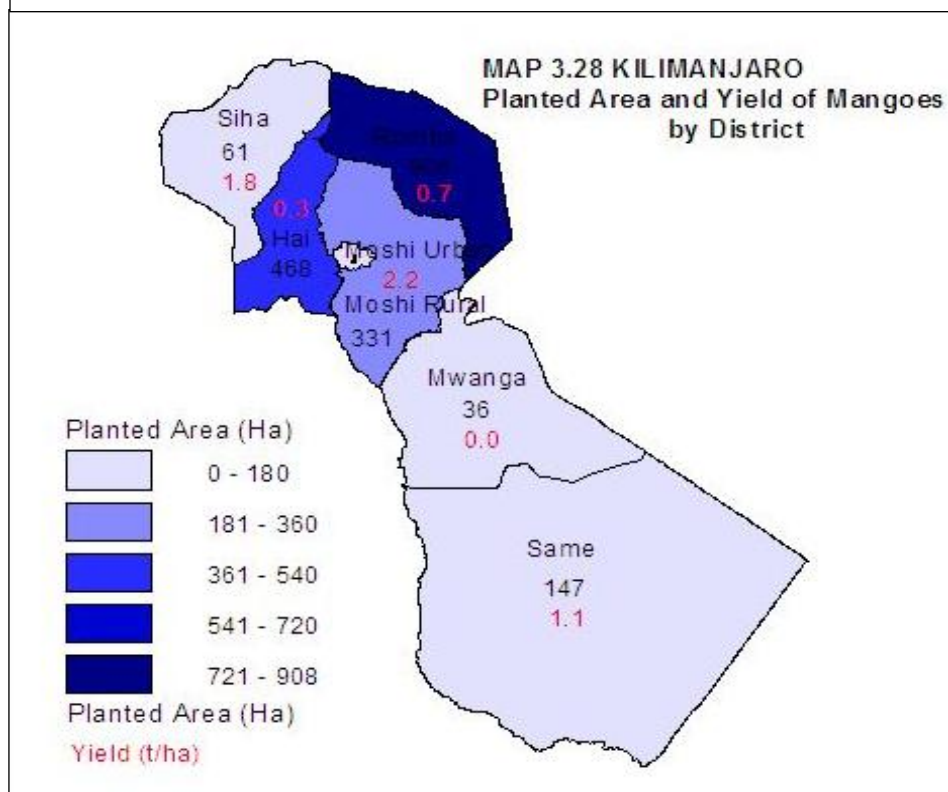 MAP 3.28 KILIMANJARO
Planted Area and Yield of Mangoes
by District
Siha
61
1.8
0.7
0.3
Hai
468
Moshi Urban
2.2
Moshi Rural
331
Mwanga
36
0.0
Planted Area (Ha)
0 - 180
181 - 360
361 - 540
541 - 720
721 - 908
Planted Area (Ha)
Yield (t/ha)
Same
147
1.1